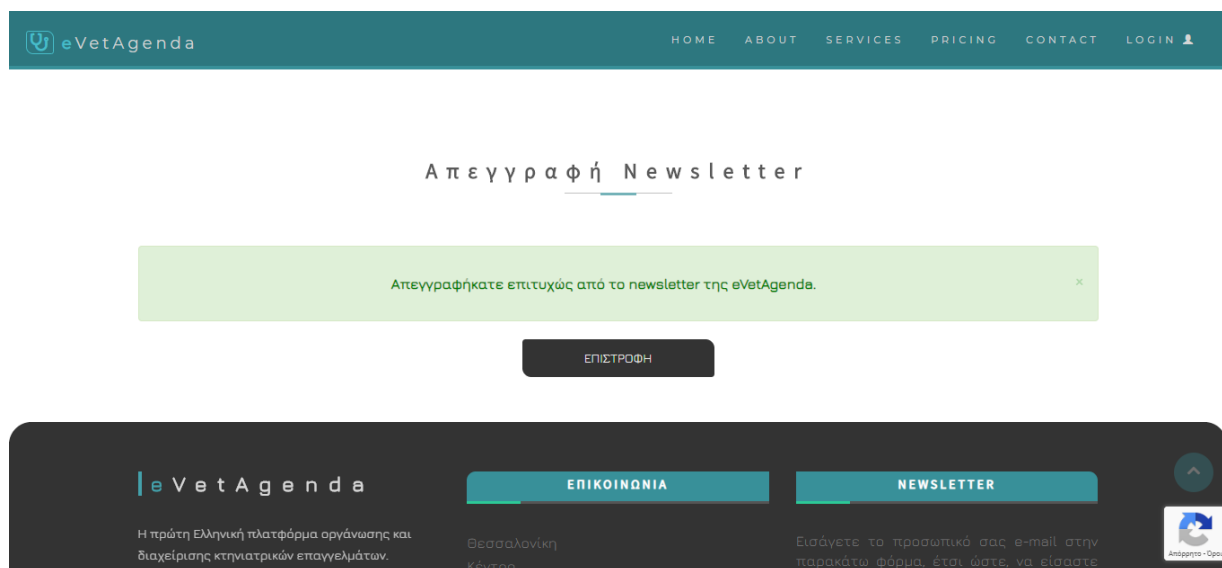 eVetAgenda
HOME ABOUT SERVICES PRICING CONTACT LOGIN
Απεγγραφή Newsletter
Απεγγραφήκατε επιτυχώς από το newsletter της eVetAgenda.
×
ΕΠΙΣΤΡΟΦΗ
eVetAgenda
Η πρώτη Ελληνική πλατφόρμα οργάνωσης και
διαχείρισης κτηνιατρικών επαγγελμάτων.
ΕΠΙΚΟΙΝΩΝΙΑ
Θεσσαλονίκη
Κέντρο
NEWSLETTER
Εισάγετε το προσωπικό σας e-mail στην
παρακάτω φόρμα, έτσι ώστε, να είσαστε
Απόρρητο -